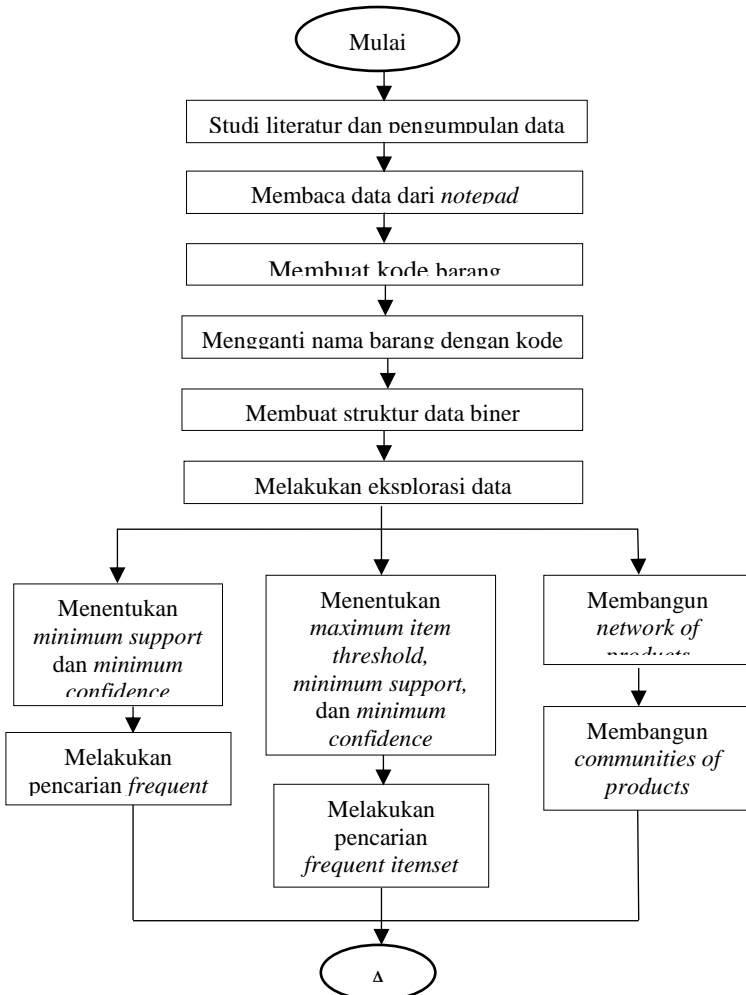 Mulai
Studi literatur dan pengumpulan data
Membaca data dari notepad
Membuat kode barang
Mengganti nama barang dengan kode
Membuat struktur data biner
Melakukan eksplorasi data
Menentukan
minimum support
dan minimum
confidence
Melakukan
pencarian frequent
Menentukan
maximum item
threshold,
minimum support,
dan minimum
confidence
Melakukan
pencarian
frequent itemset
Membangun
network of
products
Membangun
communities of
products